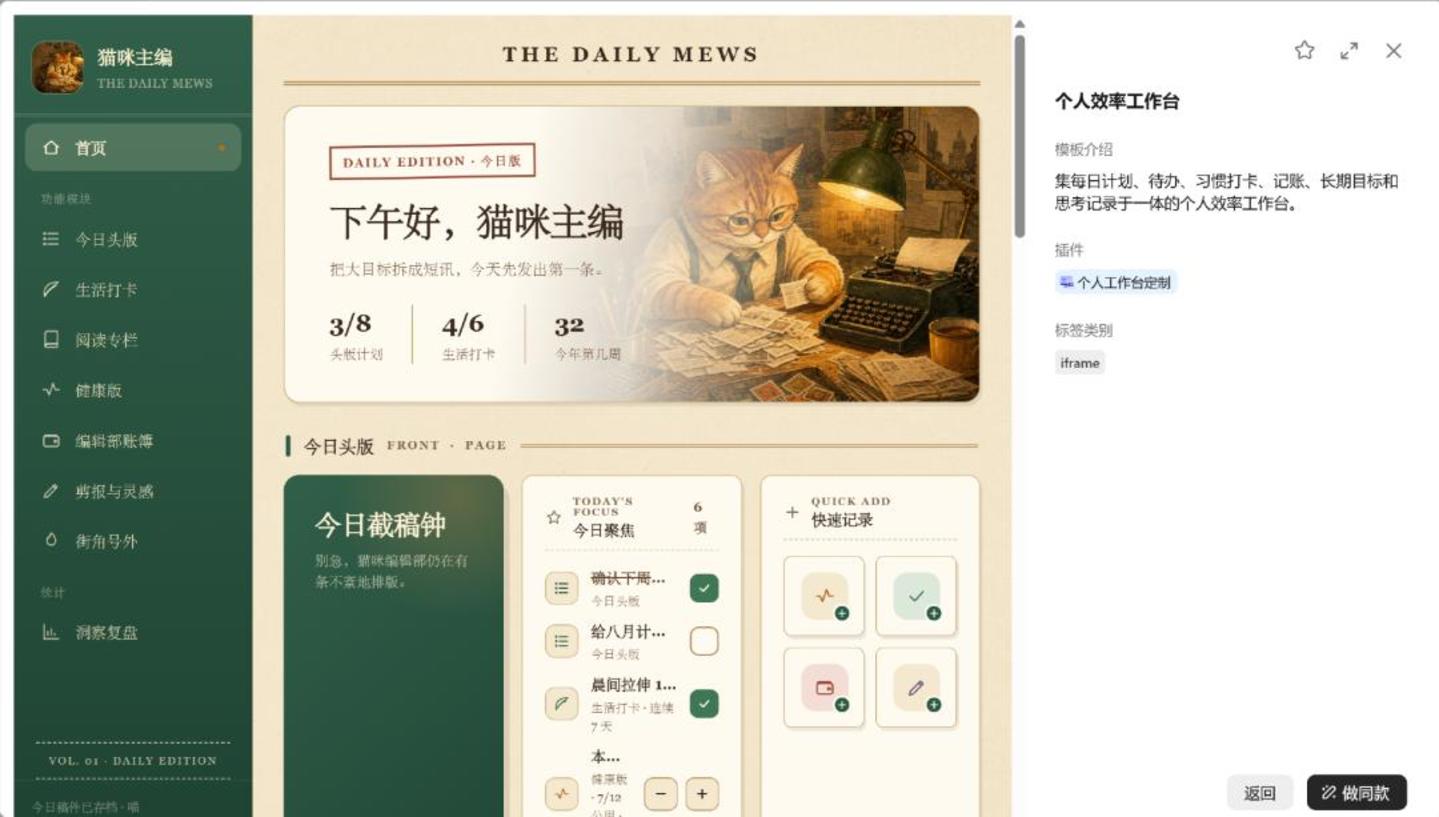 猫咪主编
THE DAILY MEWS
首页
功能模块
今日头版
生活打卡
阅读专栏
健康版
编辑部账簿
剪报与灵感
街角号外
统计
洞察复盘
VOL. 01 · DAILY EDITION
今日稿件已存档 · 喵
THE DAILY MEWS
DAILY EDITION · 今日版
下午好，猫咪主编
把大目标拆成短讯，今天先发出第一条。
3/8
头版计划
4/6
生活打卡
32
今年第几周
今日头版 FRONT · PAGE
今日截稿钟
别急，猫咪编辑部仍在有
条不紊地排版。
TODAY'S
FOCUS
今日聚焦
6
项
确认下周...
今日头版
给八月计...
今日头版
晨间拉伸 1...
生活打卡 · 连续
7 天
本...
健康版
· 7/12
公里 ·
QUICK ADD
快速记录
个人效率工作台
模板介绍
集每日计划、待办、习惯打卡、记账、长期目标和
思考记录于一体的个人效率工作台。
插件
个人工作台定制
标签类别
iframe
返回
做同款